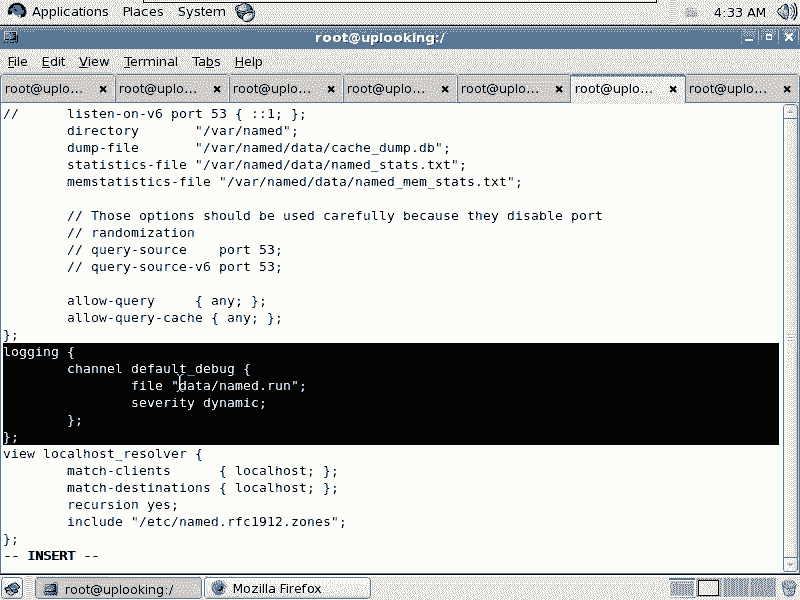 Applications Places System 4:33 AM
root@uplooking:/
File Edit View Terminal Tabs Help
root@uplo... root@uplo... root@uplo... root@uplo... root@uplo... root@uplo... root@uplo...
// listen-on-v6 port 53 { ::1; };
directory "/var/named";
dump-file "/var/named/data/cache_dump.db";
statistics-file "/var/named/data/named_stats.txt";
memstatistics-file "/var/named/data/named_mem_stats.txt";
// Those options should be used carefully because they disable port
// randomization
// query-source port 53;
// query-source-v6 port 53;
allow-query { any; };
allow-query-cache { any; };
};
logging {
channel default_debug {
file "data/named.run";
severity dynamic;
};
};
view localhost_resolver {
match-clients { localhost; };
match-destinations { localhost; };
recursion yes;
include "/etc/named.rfc1912.zones";
};
-- INSERT --
root@uplooking:/ Mozilla Firefox